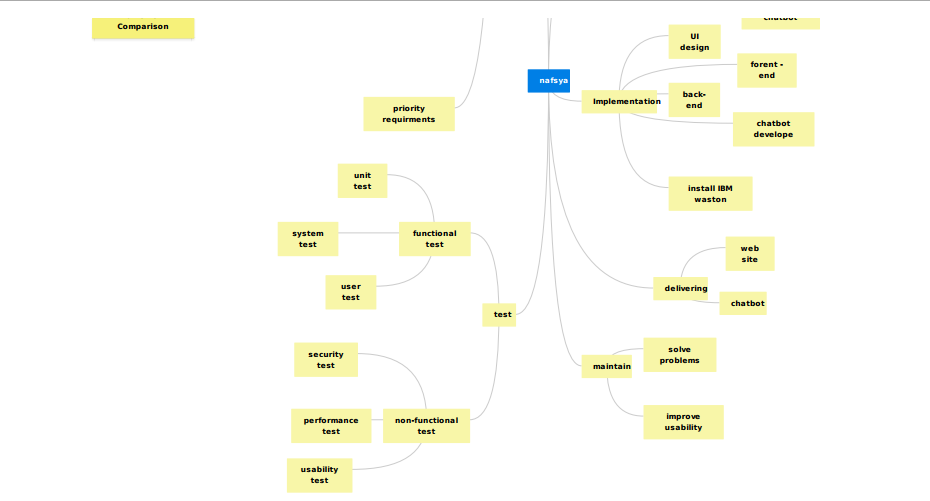 Comparison
chatbot
UI
design
nafsya
forent -
end
Implementation
back-
end
priority
requirments
chatbot
develope
unit
test
install IBM
waston
system
test
functional
test
web
site
user
test
delivering
chatbot
test
security
test
solve
problems
maintain
performance
test
non-functional
test
improve
usability
usability
test